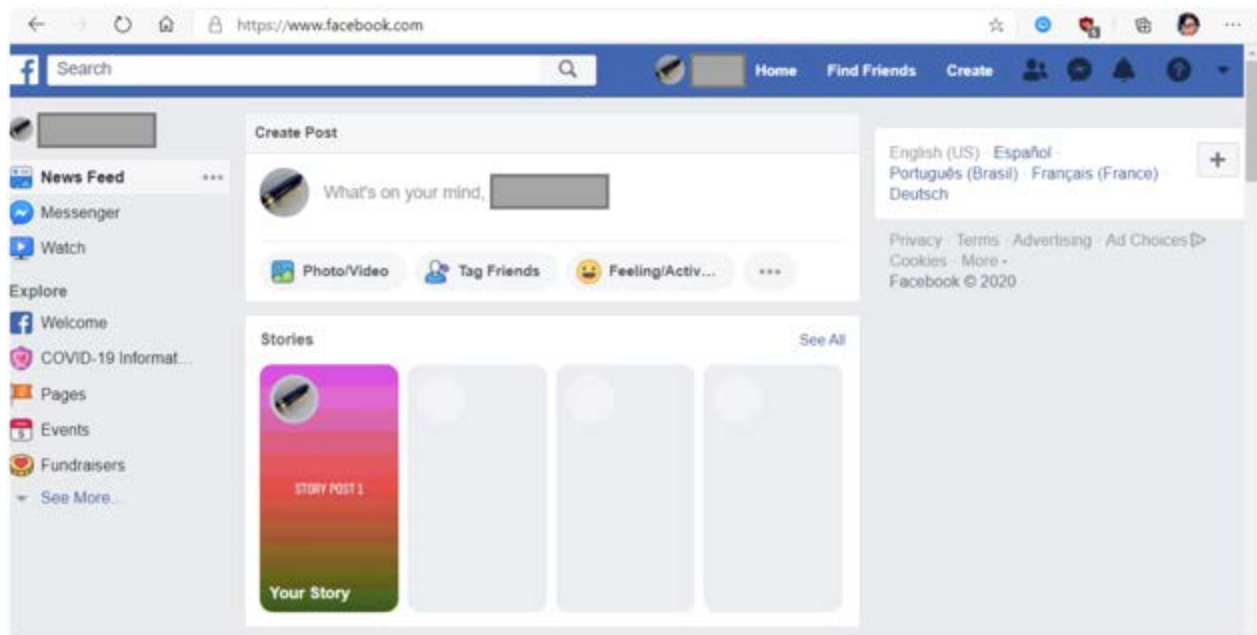 https://www.facebook.com
Search
Home Find Friends Create
News Feed
Messenger
Watch
Explore
Welcome
COVID-19 Informat...
Pages
Events
Fundraisers
See More...
Create Post
What's on your mind,
Photo/Video Tag Friends Feeling/Activ...
Stories See All
STORY POST 1
Your Story
English (US) · Español ·
Português (Brasil) · Français (France) ·
Deutsch
Privacy · Terms · Advertising · Ad Choices
Cookies · More
Facebook © 2020